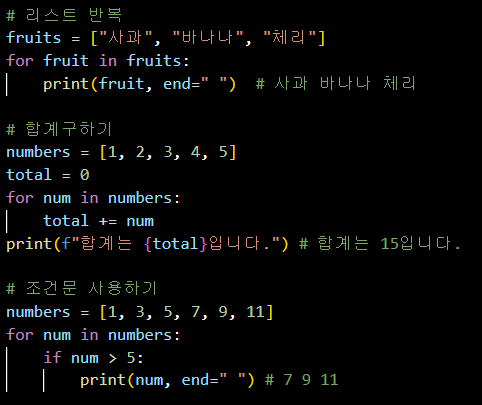 # 리스트 반복
fruits = ["사과", "바나나", "체리"]
for fruit in fruits:
    print(fruit, end=" ")  # 사과 바나나 체리

# 합계구하기
numbers = [1, 2, 3, 4, 5]
total = 0
for num in numbers:
    total += num
print(f"합계는 {total}입니다.") # 합계는 15입니다.

# 조건문 사용하기
numbers = [1, 3, 5, 7, 9, 11]
for num in numbers:
    if num > 5:
        print(num, end=" ") # 7 9 11